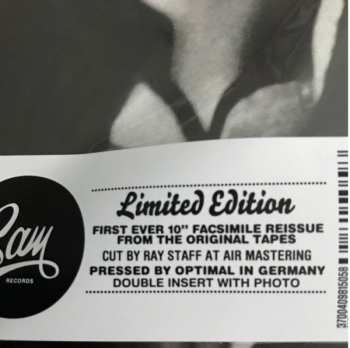 Sam
RECORDS
Limited Edition
FIRST EVER 10" FACSIMILE REISSUE
FROM THE ORIGINAL TAPES
CUT BY RAY STAFF AT AIR MASTERING
PRESSED BY OPTIMAL IN GERMANY
DOUBLE INSERT WITH PHOTO
3700409815058